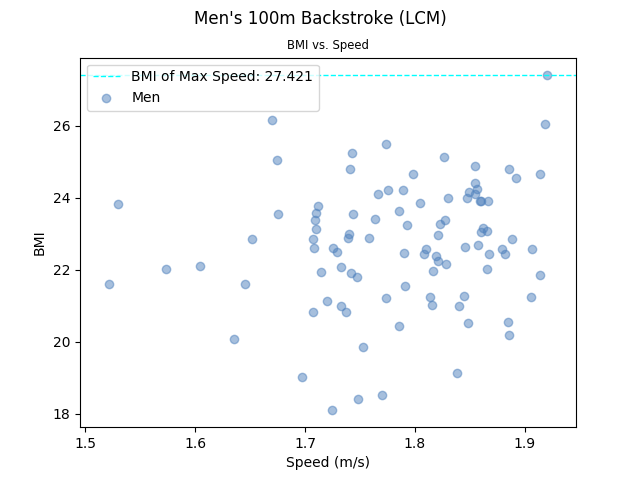 Men's 100m Backstroke (LCM)
BMI vs. Speed
BMI of Max Speed: 27.421
Men
26
24
22
20
18
BMI
1.5
1.6
1.7
1.8
1.9
Speed (m/s)